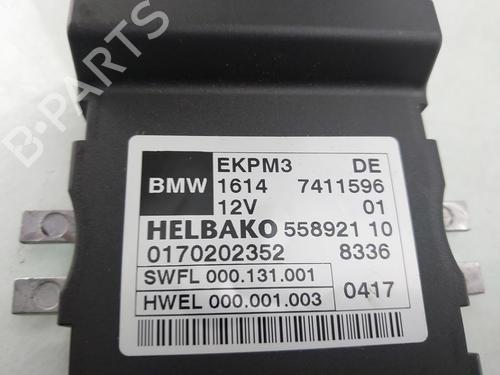 B-PARTS
BMW
EKPM3 DE
1614 7411596
12V 01
HELBAKO 558921 10
0170202352 8336
SWFL 000.131.001
HWEL 000.001.003
0417